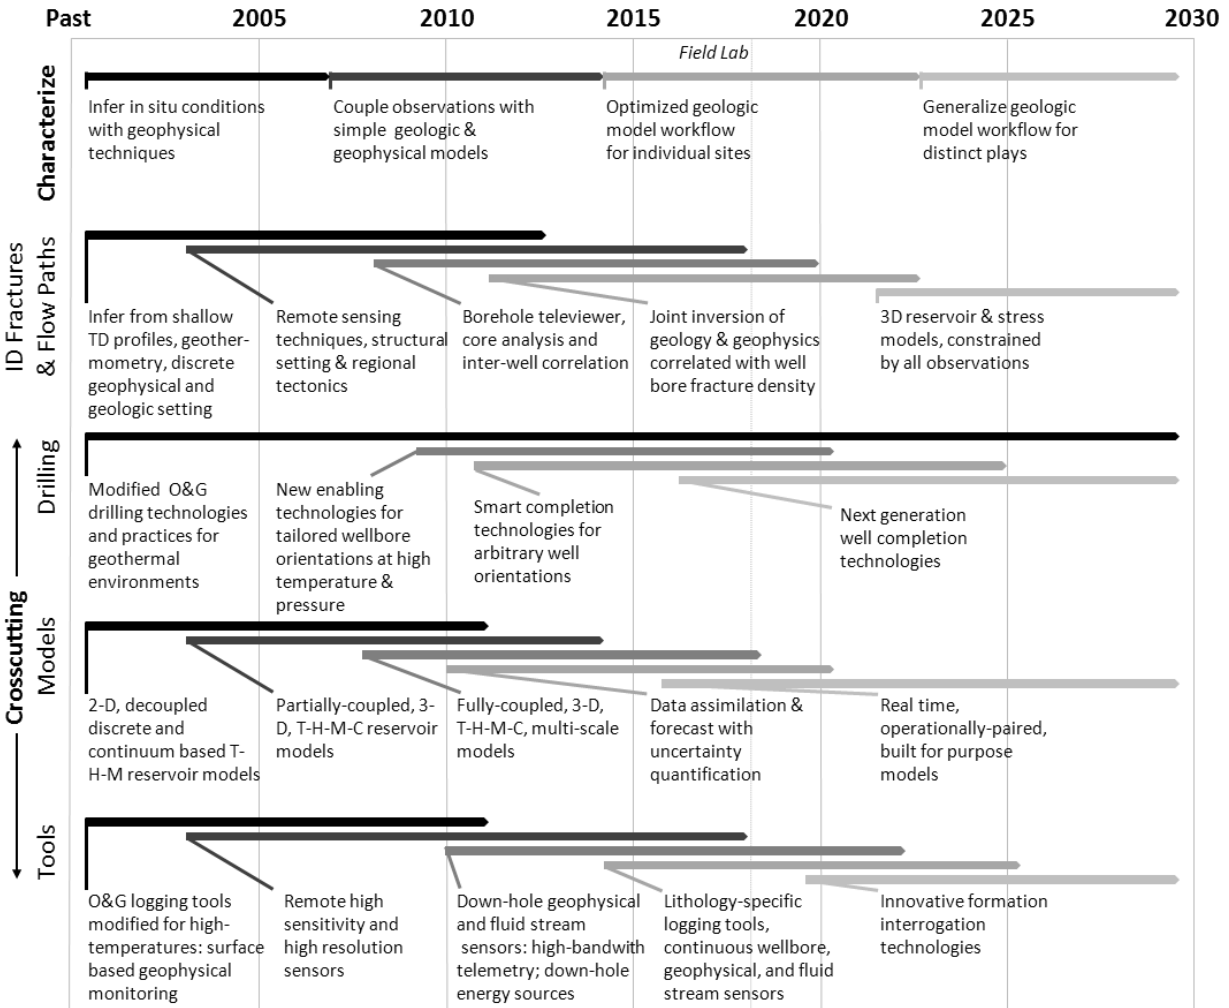 Past 2005 2010 2015 2020 2025 2030
Field Lab
Characterize
Infer in situ conditions
with geophysical
techniques
Couple observations with
simple geologic &
geophysical models
Optimized geologic
model workflow
for individual sites
Generalize geologic
model workflow for
distinct plays
ID Fractures
& Flow Paths
Infer from shallow
TD profiles, geother-
mometry, discrete
geophysical and
geologic setting
Remote sensing
techniques, structural
setting & regional
tectonics
Borehole televiewer,
core analysis and
inter-well correlation
Joint inversion of
geology & geophysics
correlated with well
bore fracture density
3D reservoir & stress
models, constrained
by all observations
Crosscutting
Drilling
Modified O&G
drilling technologies
and practices for
geothermal
environments
New enabling
technologies for
tailored wellbore
orientations at high
temperature &
pressure
Smart completion
technologies for
arbitrary well
orientations
Next generation
well completion
technologies
Models
2-D, decoupled
discrete and
continuum based T-
H-M reservoir models
Partially-coupled, 3-
D, T-H-M-C reservoir
models
Fully-coupled, 3-D,
T-H-M-C, multi-scale
models
Data assimilation &
forecast with
uncertainty
quantification
Real time,
operationally-paired,
built for purpose
models
Tools
O&G logging tools
modified for high-
temperatures: surface
based geophysical
monitoring
Remote high
sensitivity and
high resolution
sensors
Down-hole geophysical
and fluid stream
sensors: high-bandwith
telemetry; down-hole
energy sources
Lithology-specific
logging tools,
continuous wellbore,
geophysical, and fluid
stream sensors
Innovative formation
interrogation
technologies